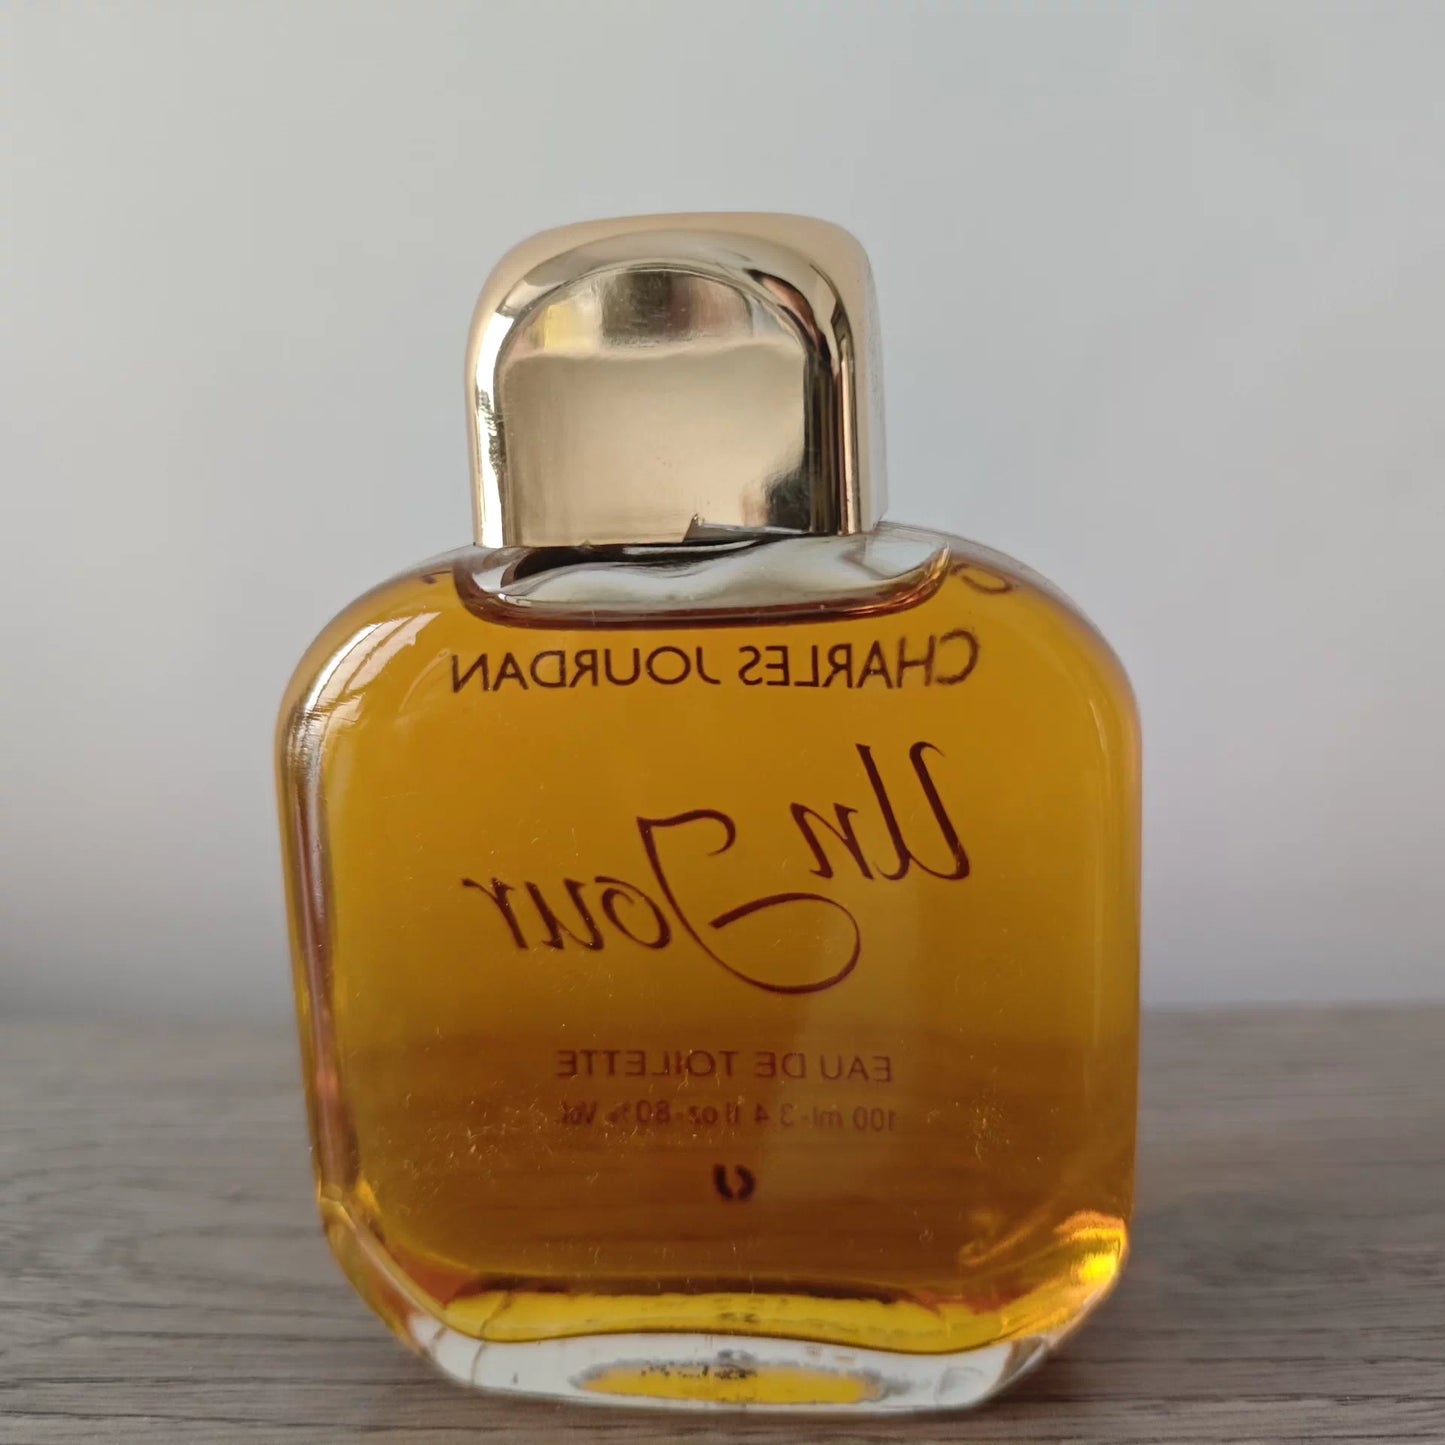 CHARLES JOURDAN
Un Jour
EAU DE TOILETTE
100 ml-3.4 fl oz-80% Vol.